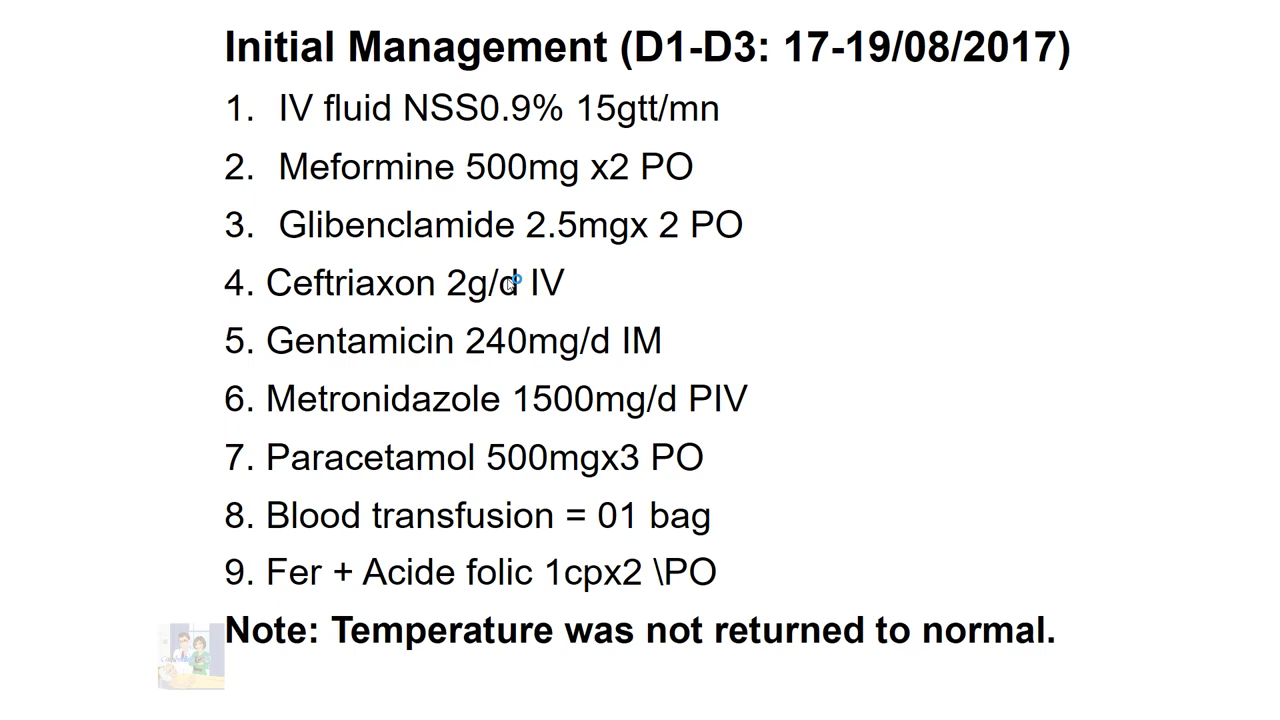 Initial Management (D1-D3: 17-19/08/2017)
1. IV fluid NSS0.9% 15gtt/mn
2. Meformine 500mg x2 PO
3. Glibenclamide 2.5mgx 2 PO
4. Ceftriaxon 2g/d IV
5. Gentamicin 240mg/d IM
6. Metronidazole 1500mg/d PIV
7. Paracetamol 500mgx3 PO
8. Blood transfusion = 01 bag
9. Fer + Acide folic 1cpx2 \PO
Note: Temperature was not returned to normal.